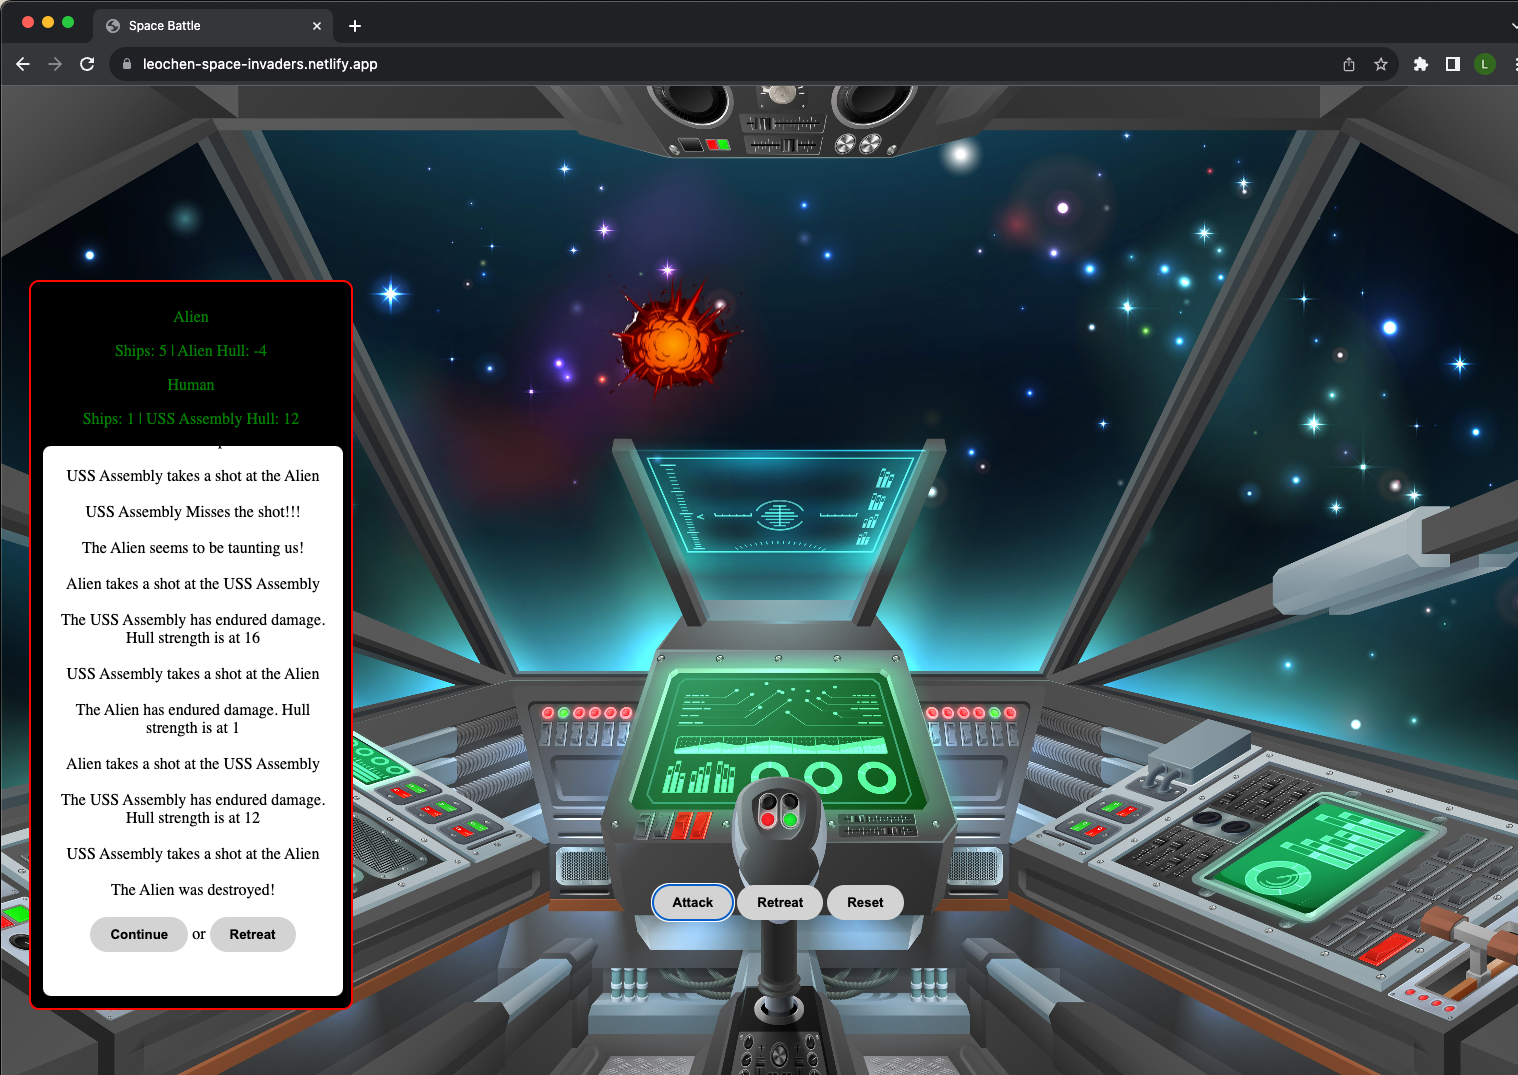 Space Battle
leochen-space-invaders.netlify.app
L
Alien
Ships: 5 | Alien Hull: -4
Human
Ships: 1 | USS Assembly Hull: 12
USS Assembly takes a shot at the Alien
USS Assembly Misses the shot!!!
The Alien seems to be taunting us!
Alien takes a shot at the USS Assembly
The USS Assembly has endured damage.
Hull strength is at 16
USS Assembly takes a shot at the Alien
The Alien has endured damage. Hull
strength is at 1
Alien takes a shot at the USS Assembly
The USS Assembly has endured damage.
Hull strength is at 12
USS Assembly takes a shot at the Alien
The Alien was destroyed!
Continue or Retreat
Attack Retreat Reset